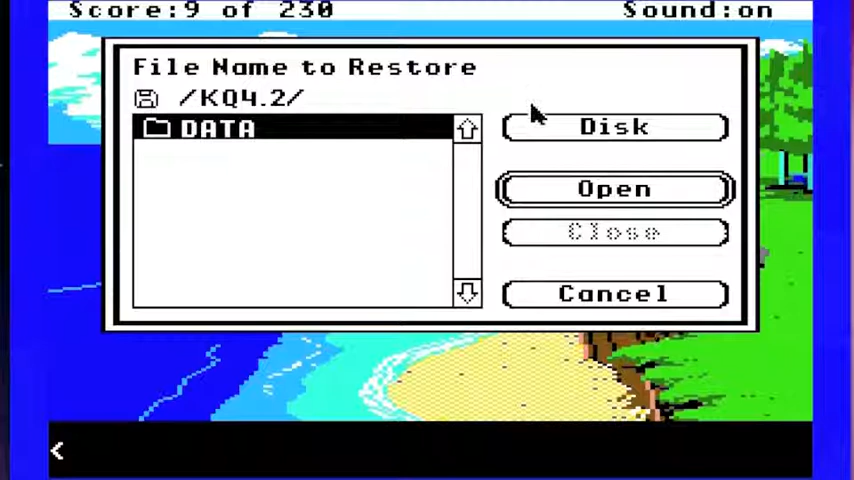 Score:9 of 230 Sound:on
File Name to Restore
/KQ4.2/
DATA
Disk
Open
Close
Cancel
<